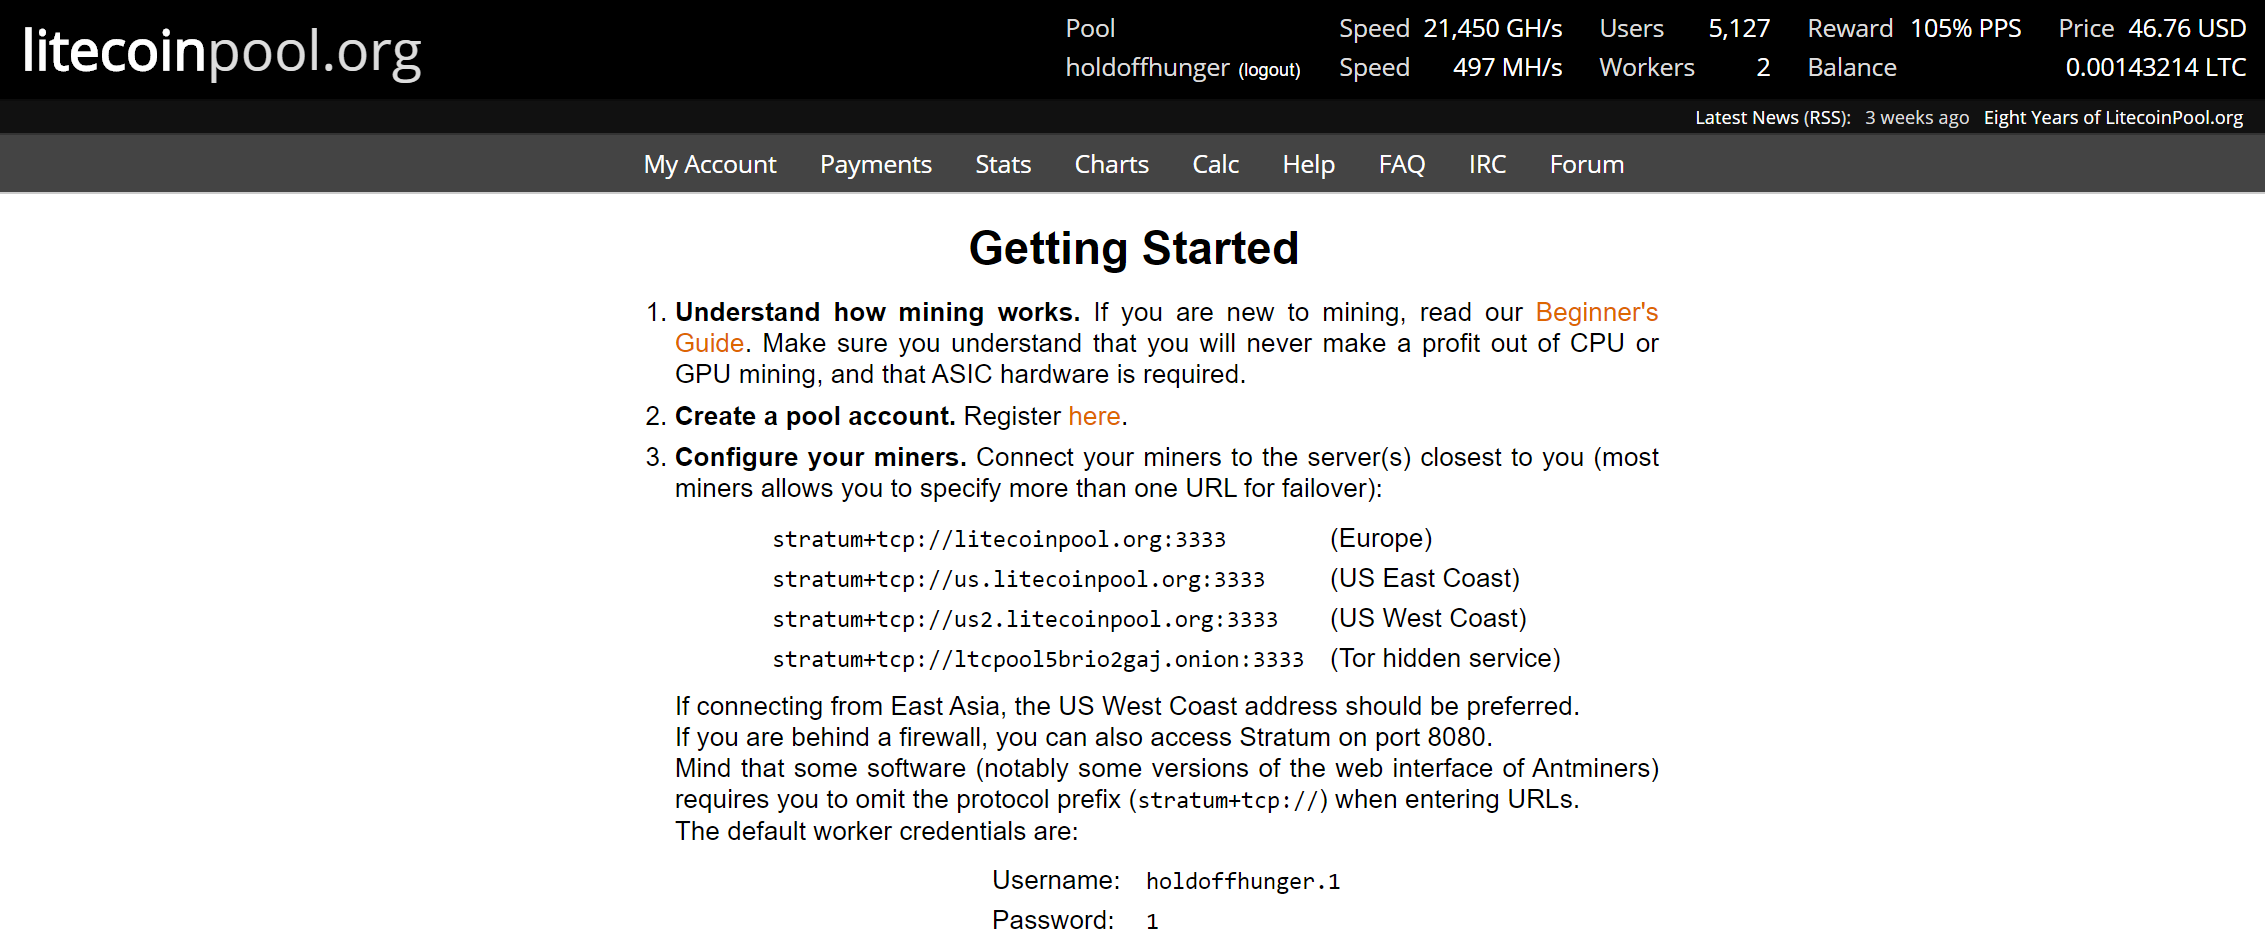 litecoinpool.org
Pool Speed 21,450 GH/s Users 5,127 Reward 105% PPS Price 46.76 USD
holdoffhunger (logout) Speed 497 MH/s Workers 2 Balance 0.00143214 LTC
Latest News (RSS): 3 weeks ago Eight Years of LitecoinPool.org
My Account Payments Stats Charts Calc Help FAQ IRC Forum
Getting Started
1. Understand how mining works. If you are new to mining, read our Beginner's
Guide. Make sure you understand that you will never make a profit out of CPU or
GPU mining, and that ASIC hardware is required.
2. Create a pool account. Register here.
3. Configure your miners. Connect your miners to the server(s) closest to you (most
miners allows you to specify more than one URL for failover):
stratum+tcp://litecoinpool.org:3333 (Europe)
stratum+tcp://us.litecoinpool.org:3333 (US East Coast)
stratum+tcp://us2.litecoinpool.org:3333 (US West Coast)
stratum+tcp://ltcpool5brio2gaj.onion:3333 (Tor hidden service)
If connecting from East Asia, the US West Coast address should be preferred.
If you are behind a firewall, you can also access Stratum on port 8080.
Mind that some software (notably some versions of the web interface of Antminers)
requires you to omit the protocol prefix (stratum+tcp://) when entering URLs.
The default worker credentials are:
Username: holdoffhunger.1
Password: 1